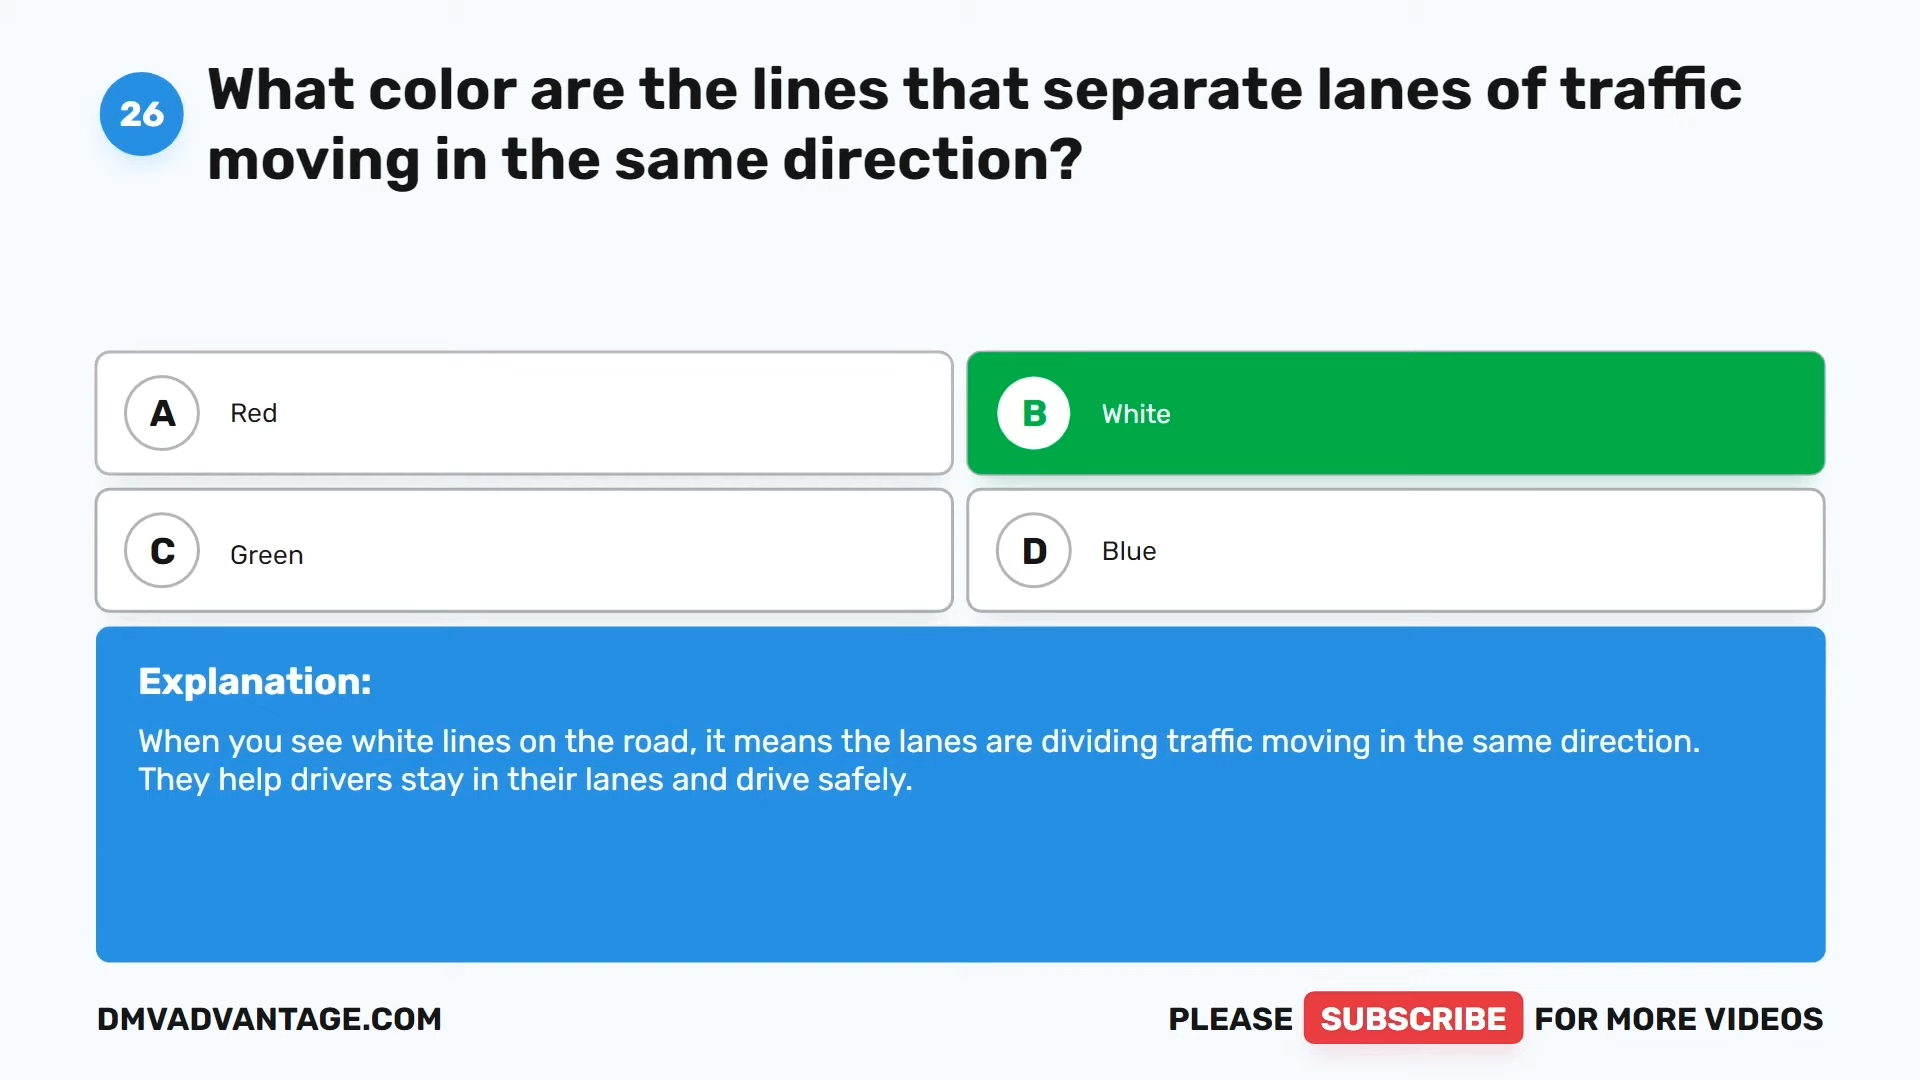 26
What color are the lines that separate lanes of traffic
moving in the same direction?
A Red
B White
C Green
D Blue
Explanation:
When you see white lines on the road, it means the lanes are dividing traffic moving in the same direction.
They help drivers stay in their lanes and drive safely.
DMVADVANTAGE.COM
PLEASE SUBSCRIBE FOR MORE VIDEOS